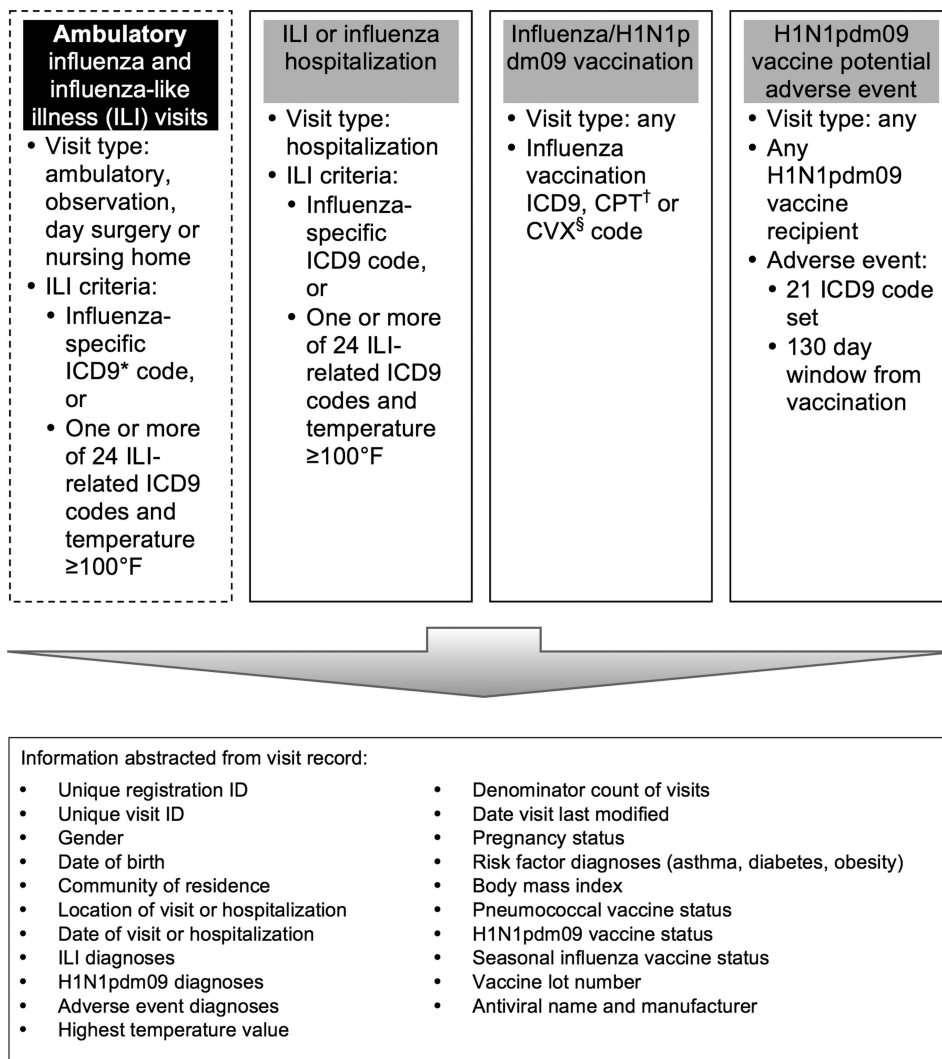 Ambulatory
influenza and
influenza-like
illness (ILI) visits
• Visit type:
ambulatory,
observation,
day surgery or
nursing home
• ILI criteria:
• Influenza-
specific
ICD9* code,
or
• One or more
of 24 ILI-
related ICD9
codes and
temperature
≥100°F
ILI or influenza
hospitalization
• Visit type:
hospitalization
• ILI criteria:
• Influenza-
specific
ICD9 code,
or
• One or more
of 24 ILI-
related ICD9
codes and
temperature
≥100°F
Influenza/H1N1p
dm09 vaccination
• Visit type: any
• Influenza
vaccination
ICD9, CPT† or
CVX§ code
H1N1pdm09
vaccine potential
adverse event
• Visit type: any
• Any
H1N1pdm09
vaccine
recipient
• Adverse event:
• 21 ICD9 code
set
• 130 day
window from
vaccination
Information abstracted from visit record:
• Unique registration ID
• Unique visit ID
• Gender
• Date of birth
• Community of residence
• Location of visit or hospitalization
• Date of visit or hospitalization
• ILI diagnoses
• H1N1pdm09 diagnoses
• Adverse event diagnoses
• Highest temperature value
• Denominator count of visits
• Date visit last modified
• Pregnancy status
• Risk factor diagnoses (asthma, diabetes, obesity)
• Body mass index
• Pneumococcal vaccine status
• H1N1pdm09 vaccine status
• Seasonal influenza vaccine status
• Vaccine lot number
• Antiviral name and manufacturer